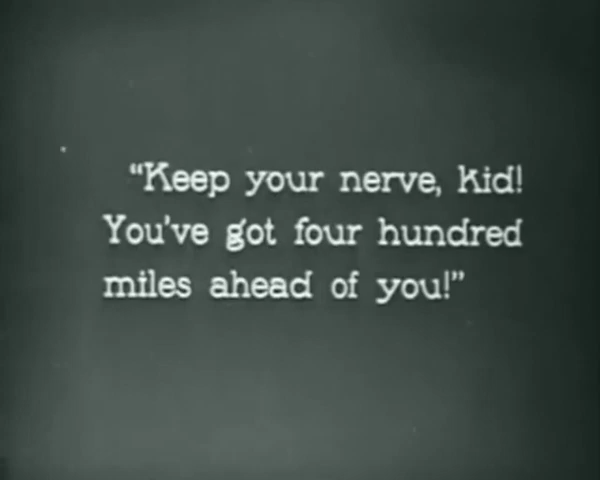 “Keep your nerve, kid!
You've got four hundred
miles ahead of you!”